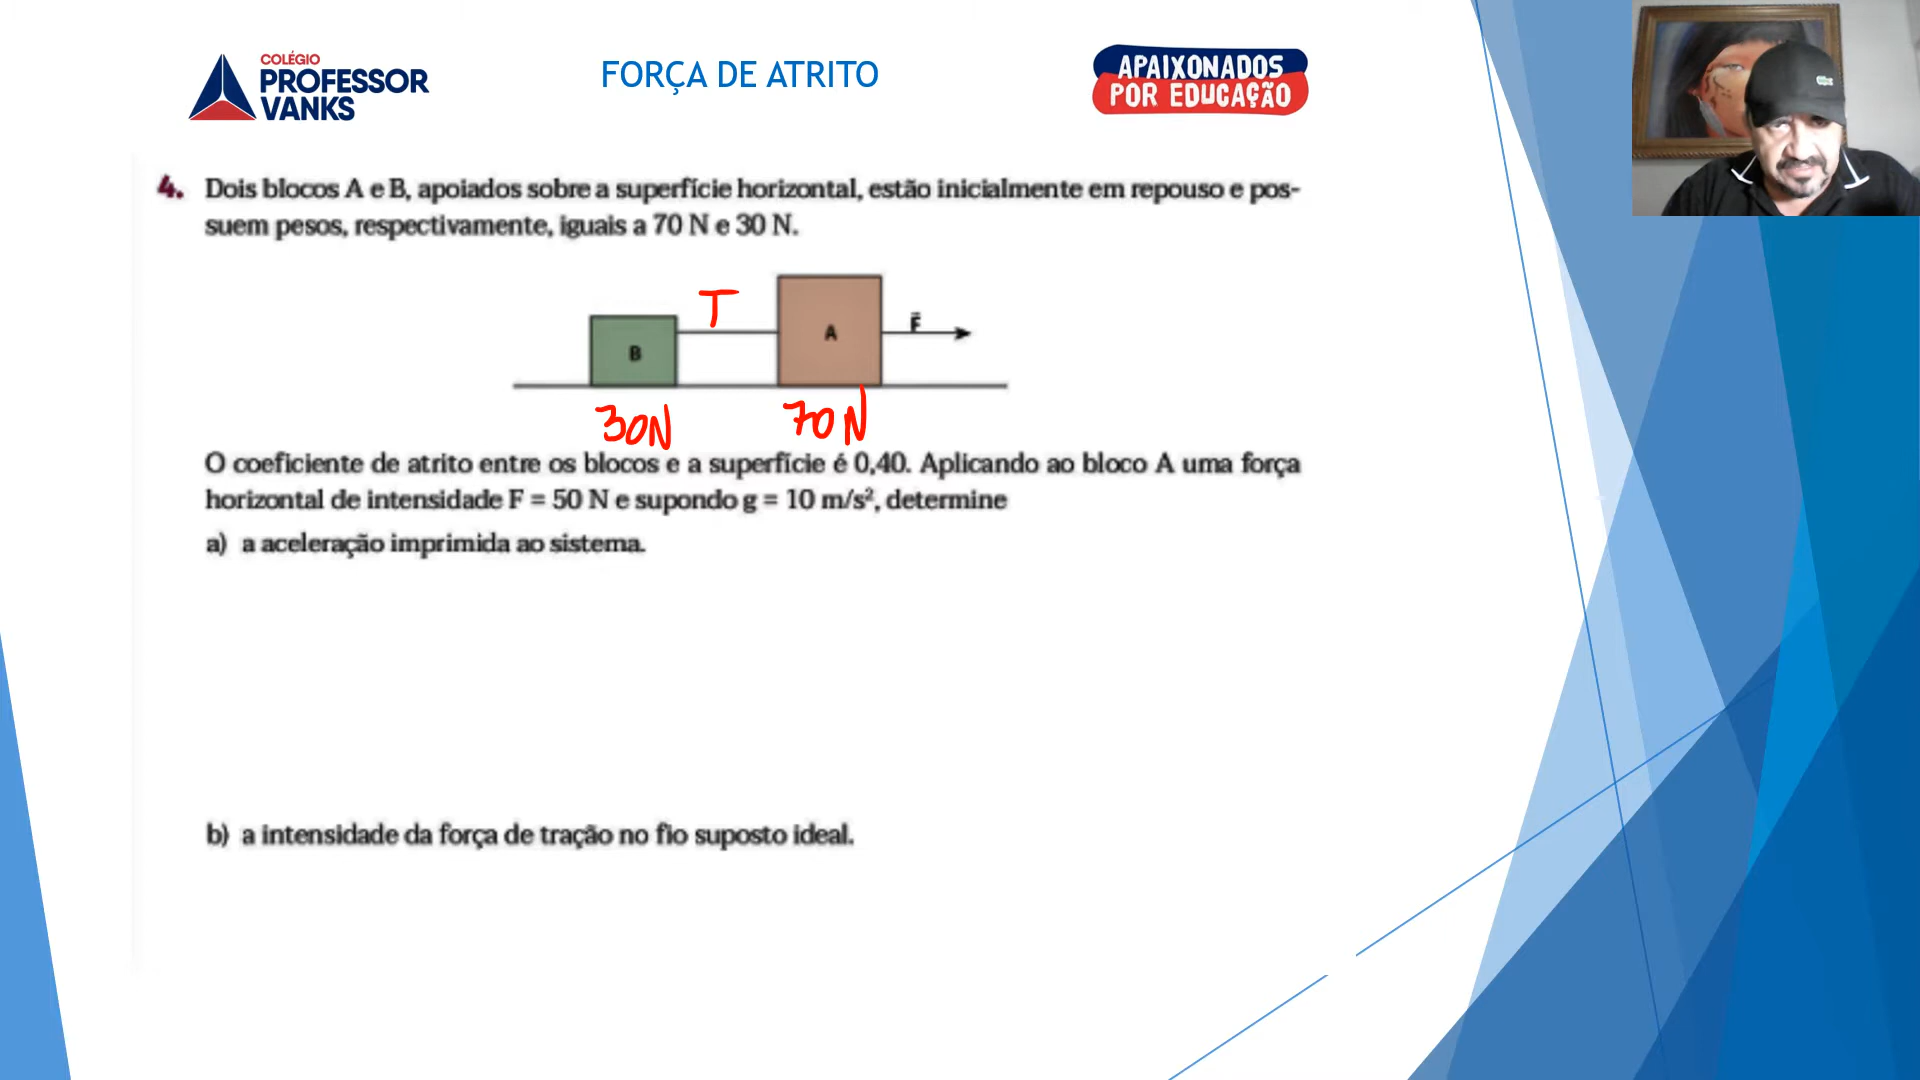 COLÉGIO
PROFESSOR
VANKS
FORÇA DE ATRITO
APAIXONADOS
POR EDUCAÇÃO
4. Dois blocos A e B, apoiados sobre a superfície horizontal, estão inicialmente em repouso e pos-
suem pesos, respectivamente, iguais a 70 N e 30 N.
T
B
A
F⃗
30N
70N
O coeficiente de atrito entre os blocos e a superfície é 0,40. Aplicando ao bloco A uma força
horizontal de intensidade F = 50 N e supondo g = 10 m/s², determine
a) a aceleração imprimida ao sistema.
b) a intensidade da força de tração no fio suposto ideal.